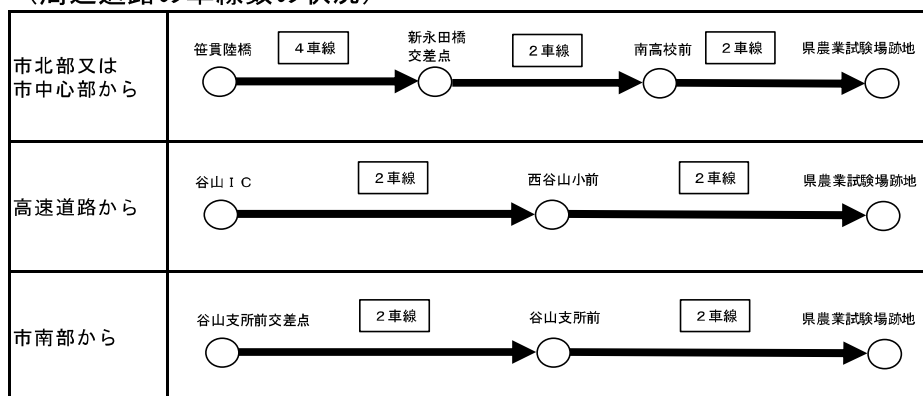 （周辺道路の車線数の状況）
市北部又は
市中心部から
笹貫陸橋
４車線
新永田橋
交差点
２車線
南高校前
２車線
県農業試験場跡地
高速道路から
谷山ＩＣ
２車線
西谷山小前
２車線
県農業試験場跡地
市南部から
谷山支所前交差点
２車線
谷山支所前
２車線
県農業試験場跡地